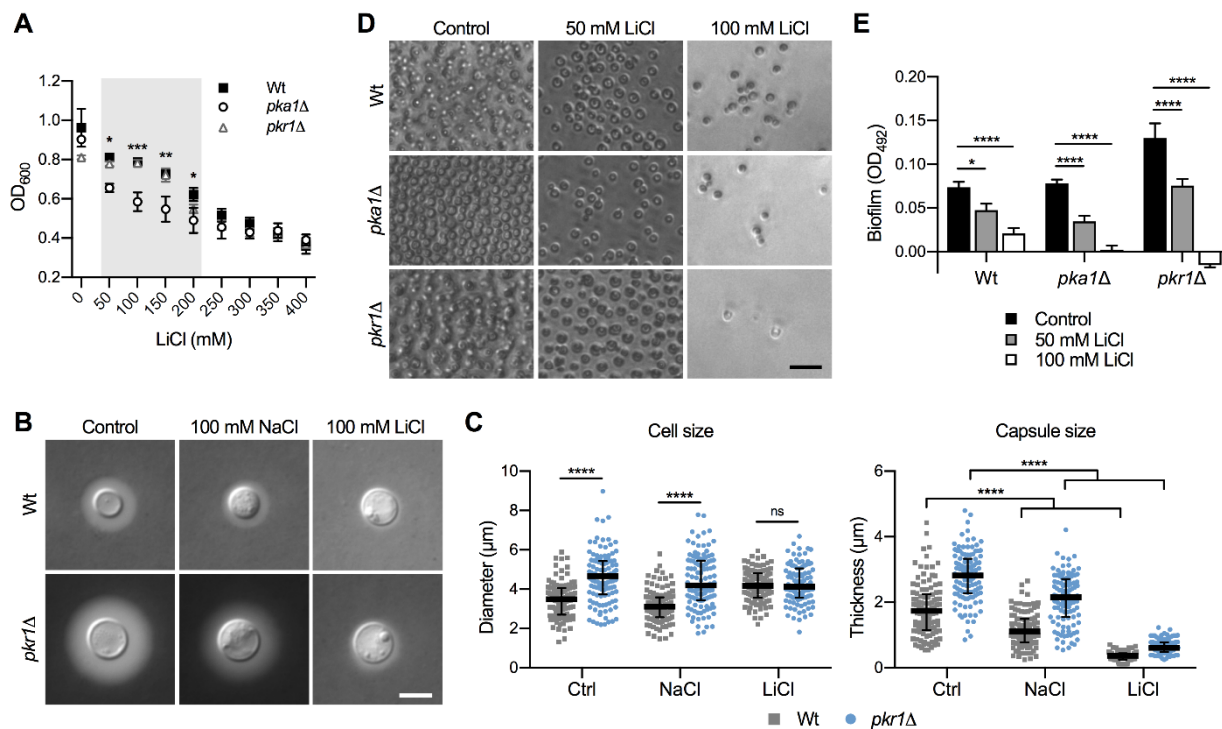 A
1.2
1.0
0.8
0.6
0.4
0.2
OD600
* *** ** *
0 50 100 150 200 250 300 350 400
LiCl (mM)
Wt
pka1Δ
pkr1Δ
D
Control 50 mM LiCl 100 mM LiCl
Wt
pka1Δ
pkr1Δ
E
0.20
0.15
0.10
0.05
0.00
Biofilm (OD492)
**** **** ****
* **** ****
Wt pka1Δ pkr1Δ
Control
50 mM LiCl
100 mM LiCl
B
Control 100 mM NaCl 100 mM LiCl
Wt
pkr1Δ
C
Cell size
10
8
6
4
2
0
Diameter (µm)
**** **** ns
Ctrl NaCl LiCl
Capsule size
6
4
2
0
Thickness (µm)
****
****
Ctrl NaCl LiCl
Wt pkr1Δ